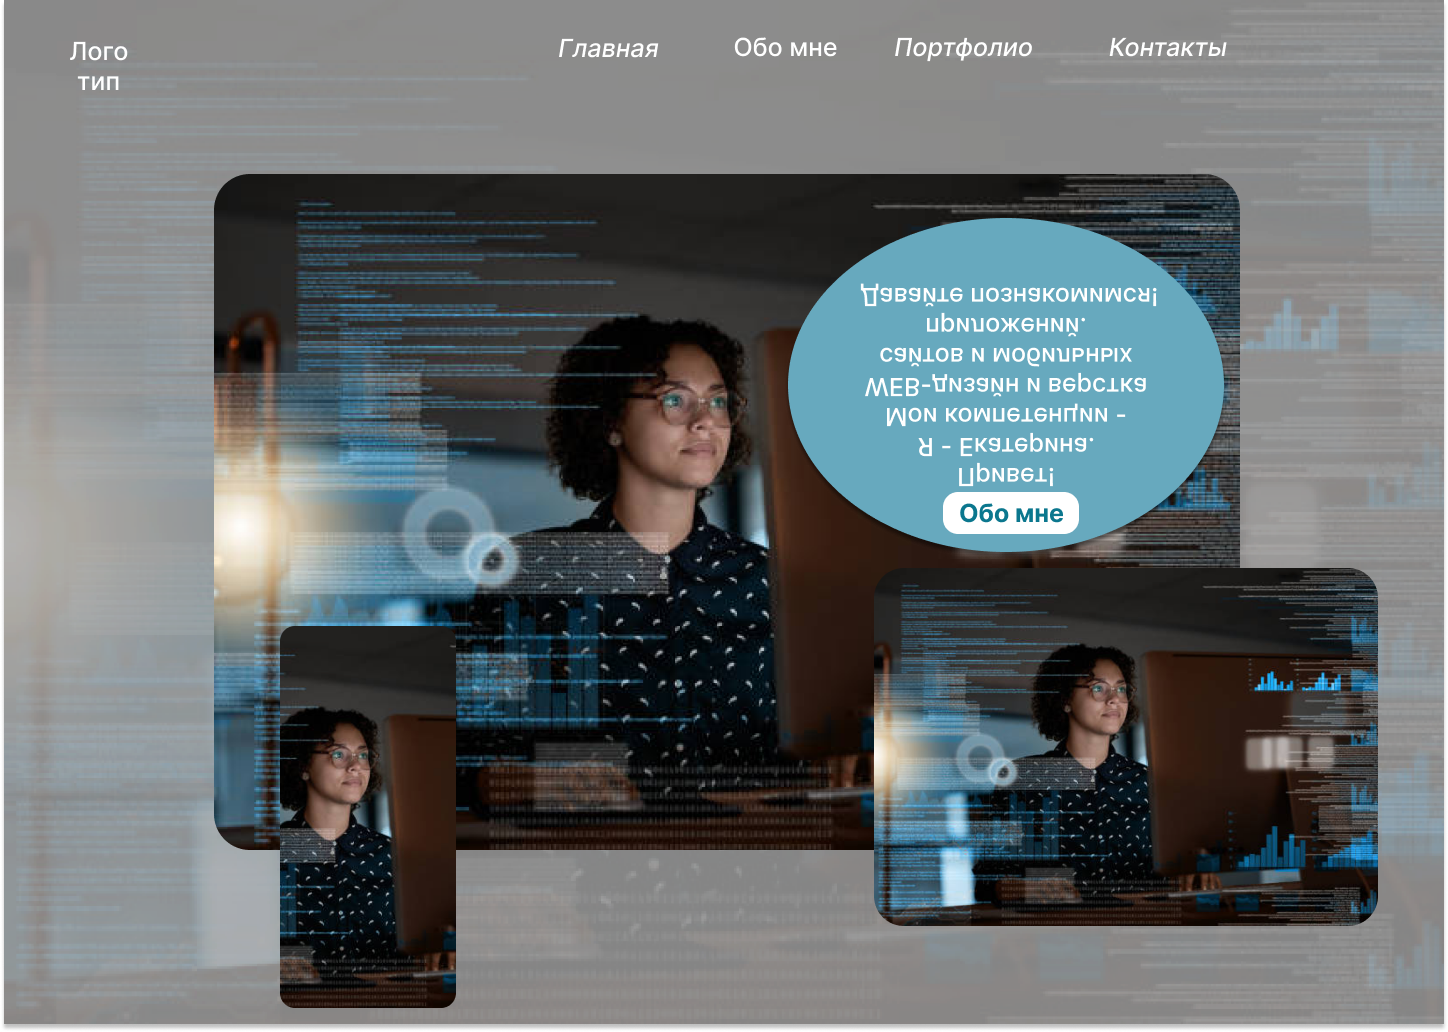 Лого
тип
Главная Обо мне Портфолио Контакты
Привет!
Я - Екатерина.
Мои компетенции -
WEB-дизайн и верстка
сайтов и мобильных
приложений.
Давайте познакомимся!
Обо мне